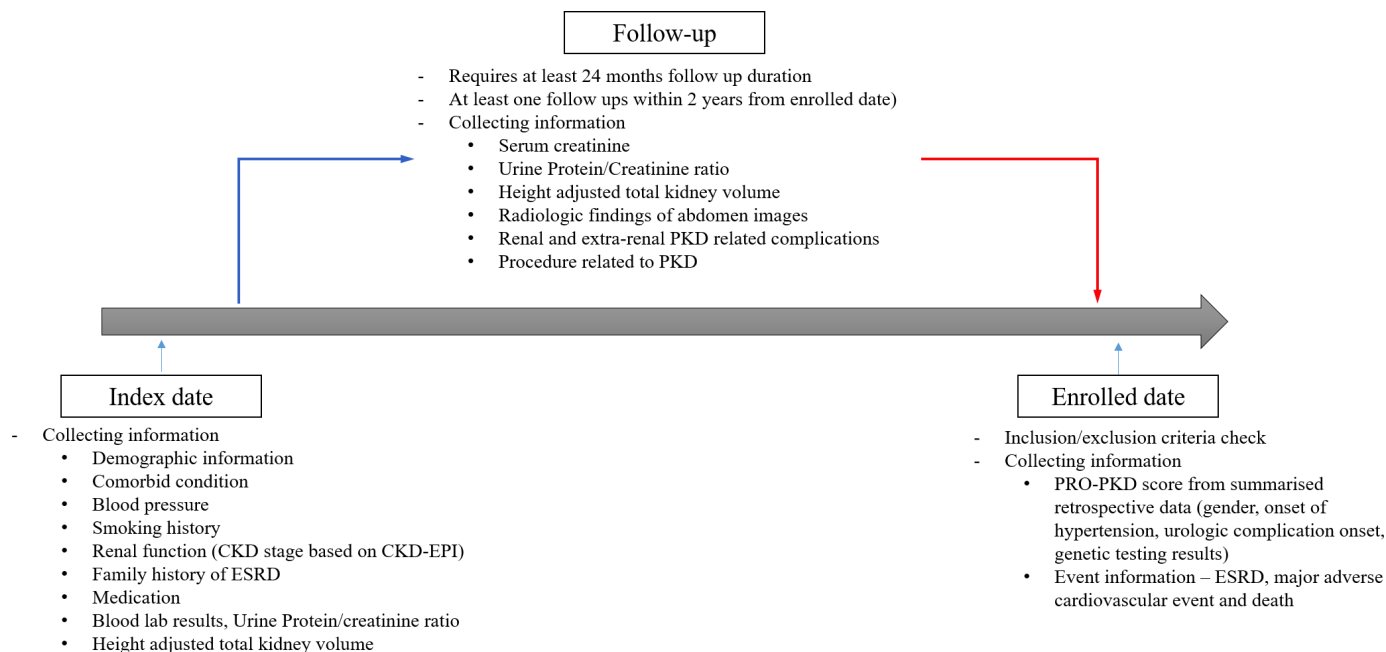 Follow-up
- Requires at least 24 months follow up duration
- At least one follow ups within 2 years from enrolled date)
- Collecting information
• Serum creatinine
• Urine Protein/Creatinine ratio
• Height adjusted total kidney volume
• Radiologic findings of abdomen images
• Renal and extra-renal PKD related complications
• Procedure related to PKD
Index date
- Collecting information
• Demographic information
• Comorbid condition
• Blood pressure
• Smoking history
• Renal function (CKD stage based on CKD-EPI)
• Family history of ESRD
• Medication
• Blood lab results, Urine Protein/creatinine ratio
• Height adjusted total kidney volume
Enrolled date
- Inclusion/exclusion criteria check
- Collecting information
• PRO-PKD score from summarised
retrospective data (gender, onset of
hypertension, urologic complication onset,
genetic testing results)
• Event information – ESRD, major adverse
cardiovascular event and death